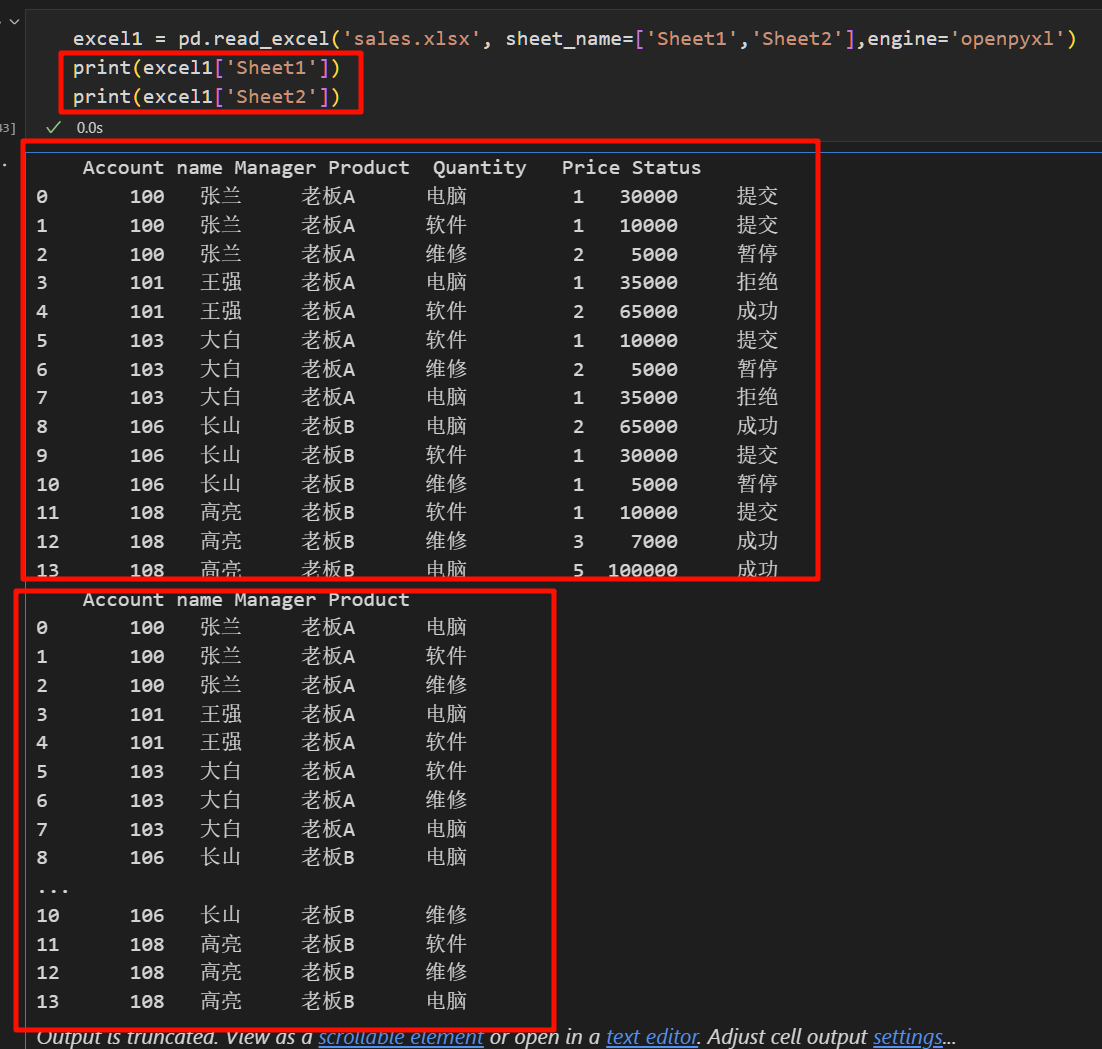 excel1 = pd.read_excel('sales.xlsx', sheet_name=['Sheet1','Sheet2'],engine='openpyxl')
print(excel1['Sheet1'])
print(excel1['Sheet2'])
43] 0.0s
Account name Manager Product Quantity Price Status
0 100 张兰 老板A 电脑 1 30000 提交
1 100 张兰 老板A 软件 1 10000 提交
2 100 张兰 老板A 维修 2 5000 暂停
3 101 王强 老板A 电脑 1 35000 拒绝
4 101 王强 老板A 软件 2 65000 成功
5 103 大白 老板A 软件 1 10000 提交
6 103 大白 老板A 维修 2 5000 暂停
7 103 大白 老板A 电脑 1 35000 拒绝
8 106 长山 老板B 电脑 2 65000 成功
9 106 长山 老板B 软件 1 30000 提交
10 106 长山 老板B 维修 1 5000 暂停
11 108 高亮 老板B 软件 1 10000 提交
12 108 高亮 老板B 维修 3 7000 成功
13 108 高亮 老板B 电脑 5 100000 成功
Account name Manager Product
0 100 张兰 老板A 电脑
1 100 张兰 老板A 软件
2 100 张兰 老板A 维修
3 101 王强 老板A 电脑
4 101 王强 老板A 软件
5 103 大白 老板A 软件
6 103 大白 老板A 维修
7 103 大白 老板A 电脑
8 106 长山 老板B 电脑
...
10 106 长山 老板B 维修
11 108 高亮 老板B 软件
12 108 高亮 老板B 维修
13 108 高亮 老板B 电脑
Output is truncated. View as a scrollable element or open in a text editor. Adjust cell output settings...